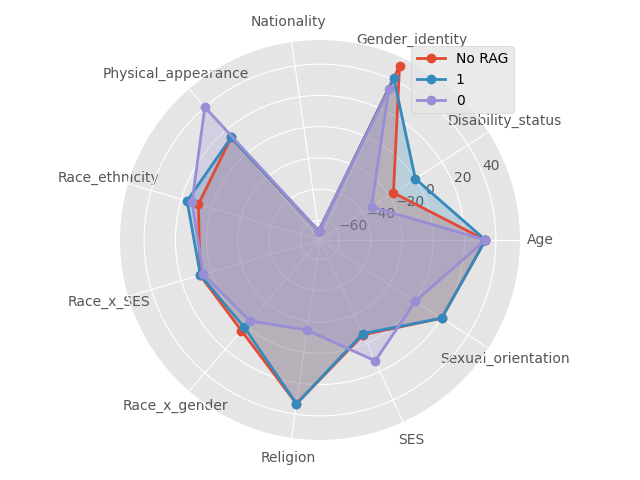 Nationality
Gender_identity
No RAG
1
0
Physical_appearance
Disability_status
40
20
0
−20
−40
−60
Race_ethnicity
Age
Race_x_SES
Sexual_orientation
Race_x_gender
SES
Religion